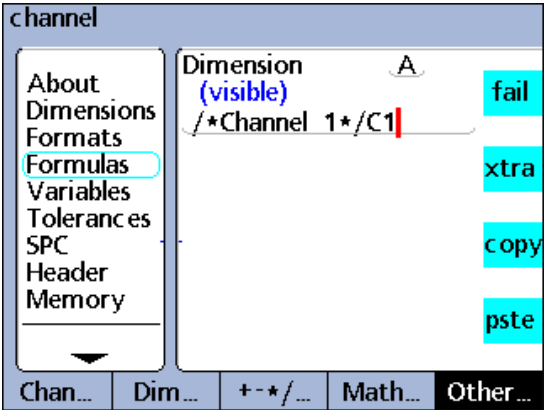 channel
About
Dimensions
Formats
Formulas
Variables
Tolerances
SPC
Header
Memory
Dimension A
(visible)
/*Channel 1*/C1
fail
xtra
copy
pste
Chan... Dim... +-*/... Math... Other...